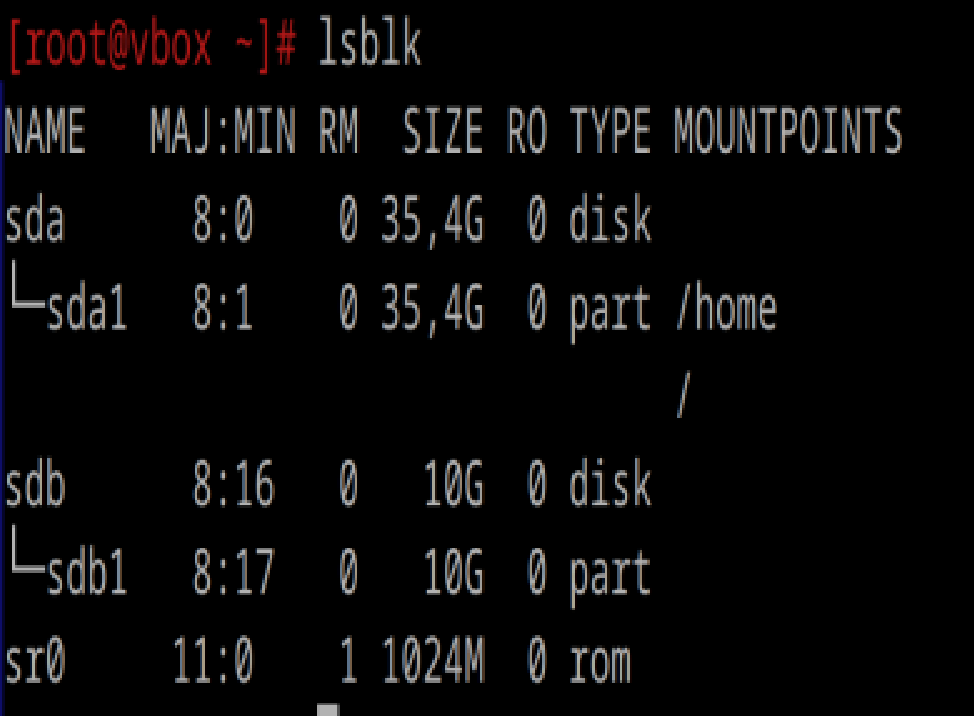 [root@vbox ~]# lsblk
NAME   MAJ:MIN RM   SIZE RO TYPE MOUNTPOINTS
sda      8:0    0  35,4G  0 disk
└─sda1   8:1    0  35,4G  0 part /home
                                 /
sdb      8:16   0    10G  0 disk
└─sdb1   8:17   0    10G  0 part
sr0     11:0    1  1024M  0 rom